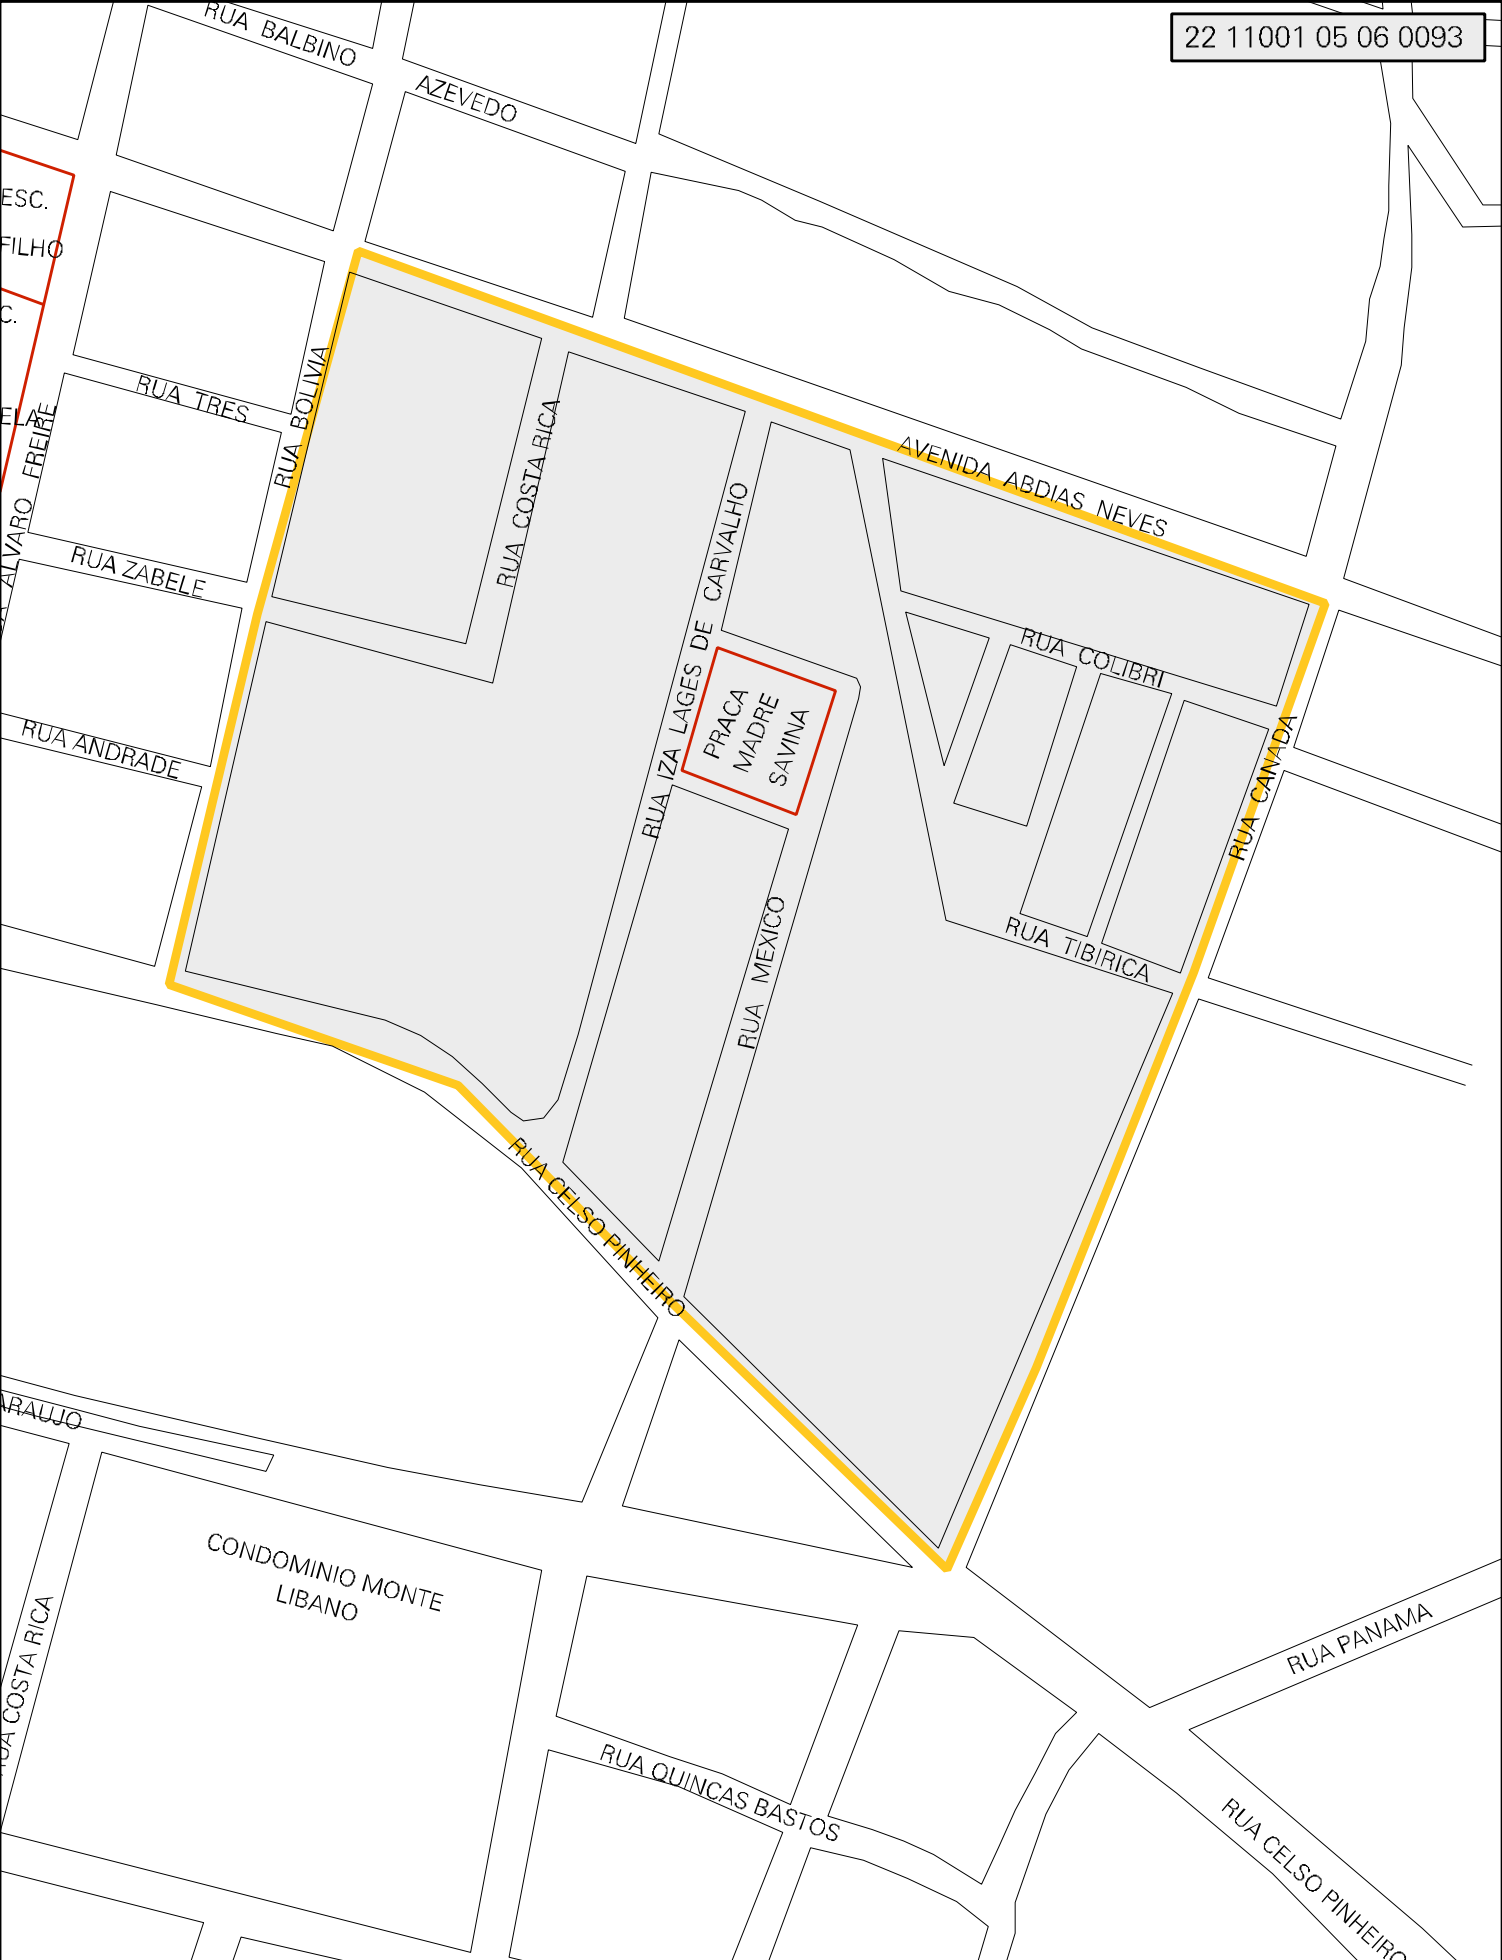 RUA BALBINO
22 11001 05 06 0093
AZEVEDO
ESC.
FILHO
C.
RUA TRES
RUA BOLIVIA
ELA
FREIRE
ALVARO
RUA COSTA RICA
AVENIDA ABDIAS NEVES
RUA ZABELE
RUA IZA LAGES DE CARVALHO
RUA COLIBRI
PRACA
MADRE
SAVINA
RUA ANDRADE
RUA CANADA
RUA TIBIRICA
RUA MEXICO
RUA CELSO PINHEIRO
ARAUJO
CONDOMINIO MONTE
LIBANO
RUA COSTA RICA
RUA PANAMA
RUA QUINCAS BASTOS
RUA CELSO PINHEIRO